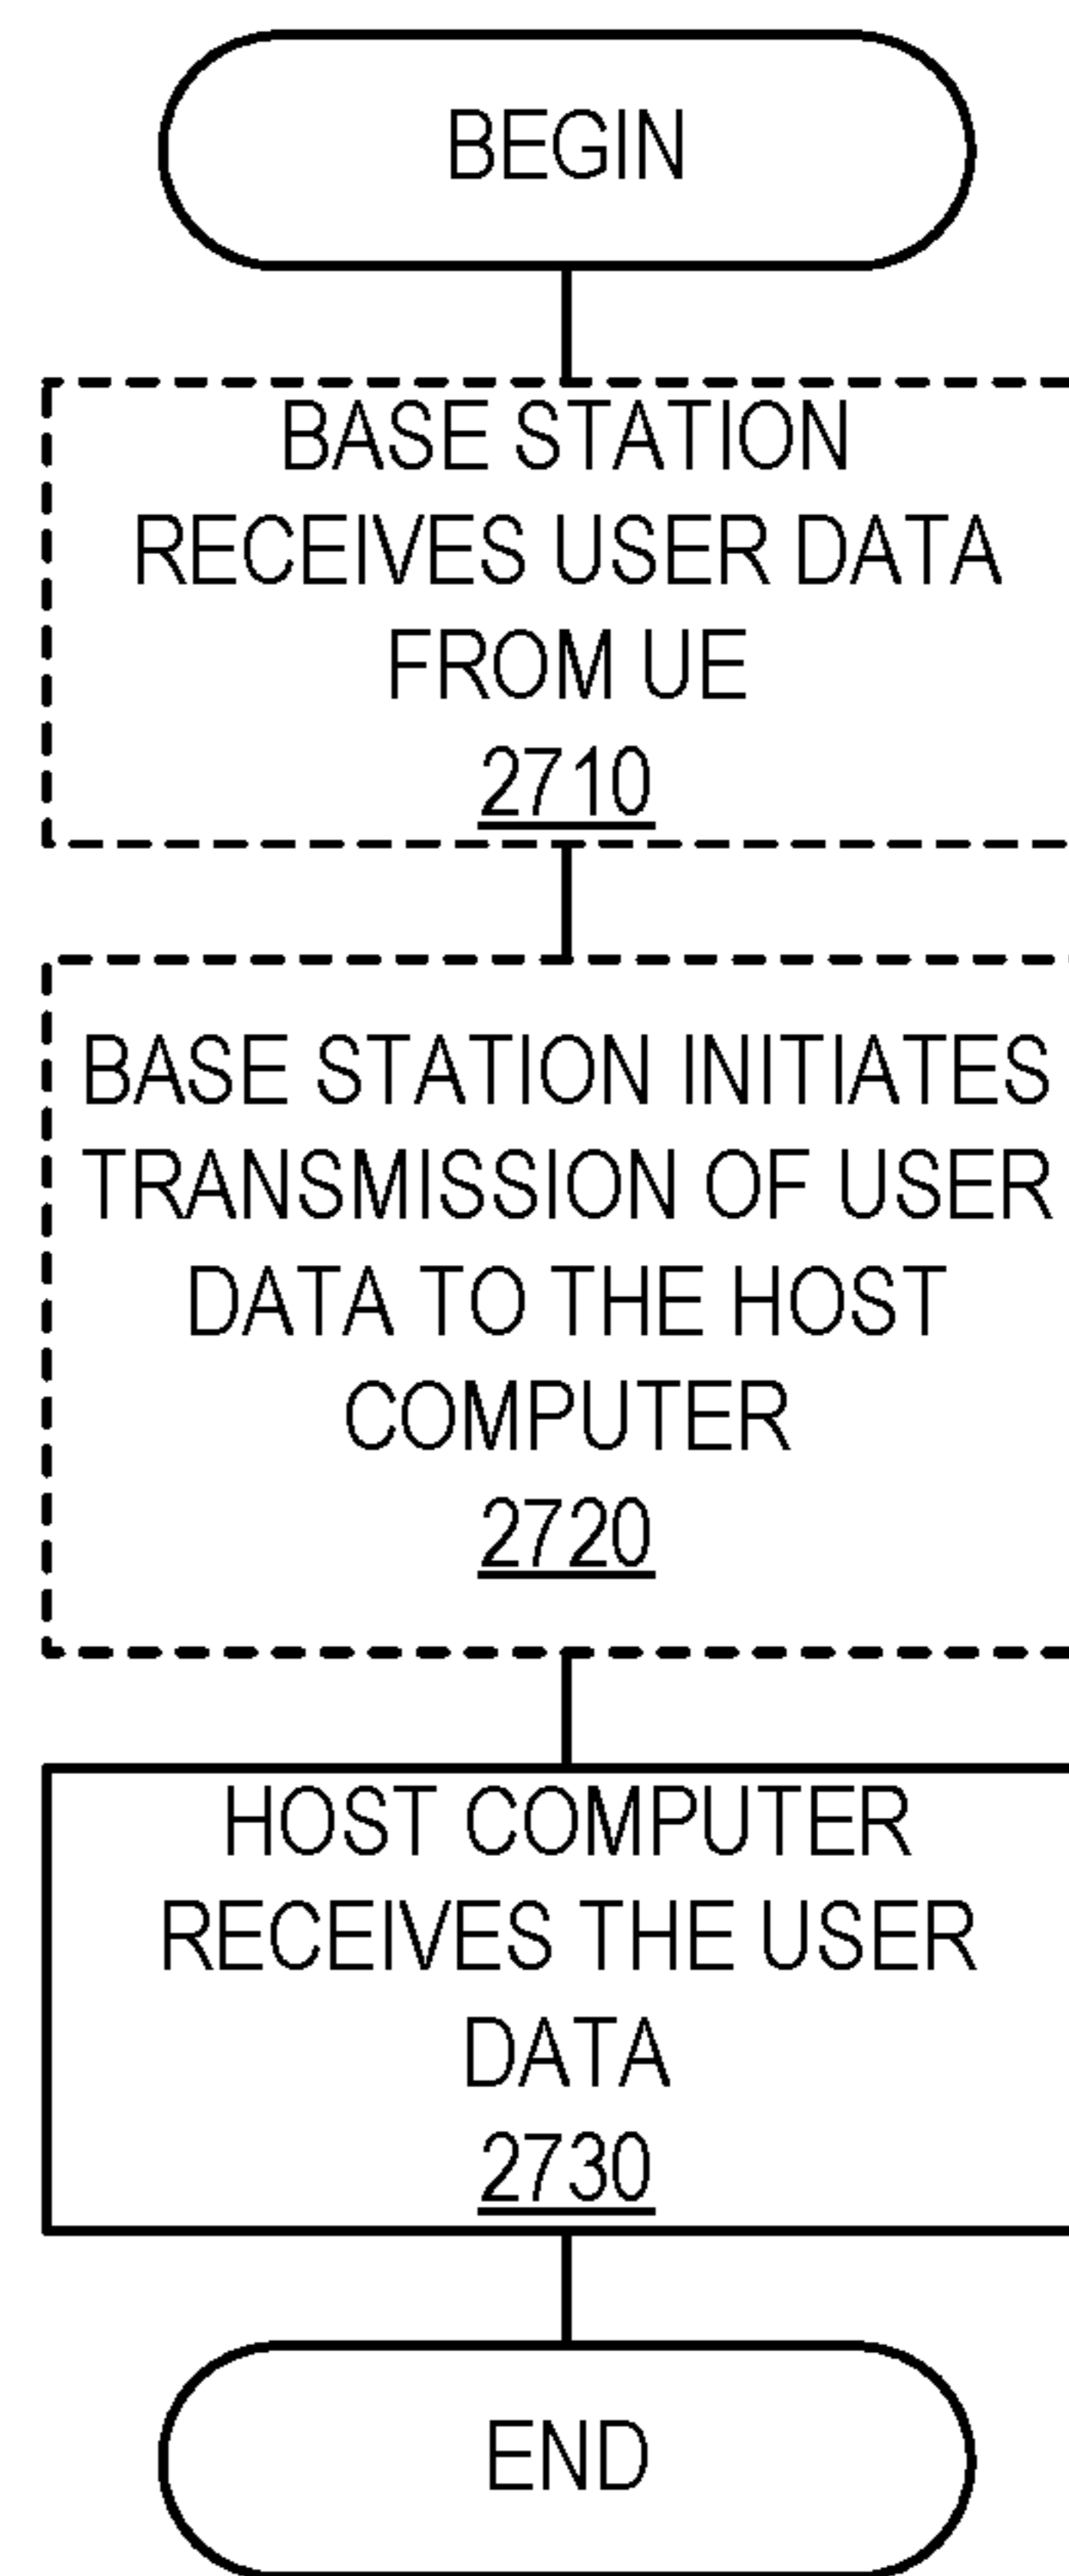 BEGIN
BASE STATION
RECEIVES USER DATA
FROM UE
2710
BASE STATION INITIATES
TRANSMISSION OF USER
DATA TO THE HOST
COMPUTER
2720
HOST COMPUTER
RECEIVES THE USER
DATA
2730
END